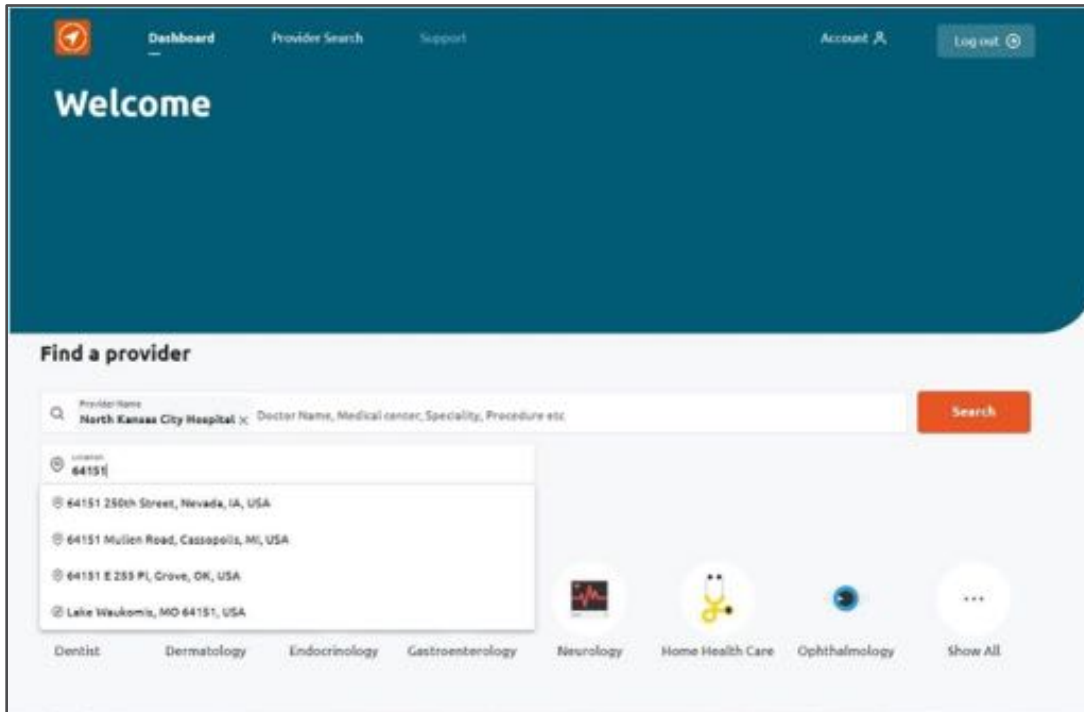 Dashboard Provider Search Support Account Log out
Welcome
Find a provider
Provider Name
North Kansas City Hospital × Doctor Name, Medical center, Speciality, Procedure etc
Search
Location
64151
64151 250th Street, Nevada, IA, USA
64151 Mullen Road, Cassopolis, MI, USA
64151 E 255 Pl, Grove, OK, USA
Lake Waukomis, MO 64151, USA
Dentist Dermatology Endocrinology Gastroenterology Neurology Home Health Care Ophthalmology Show All